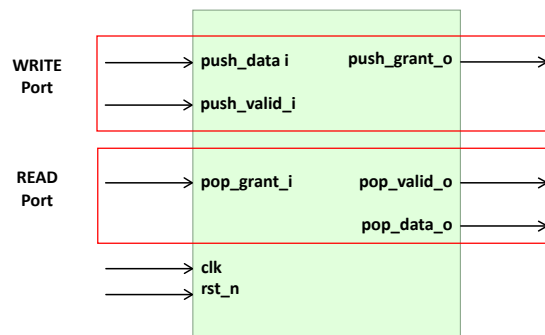 WRITE
Port
push_data i
push_grant_o
push_valid_i
READ
Port
pop_grant_i
pop_valid_o
pop_data_o
clk
rst_n